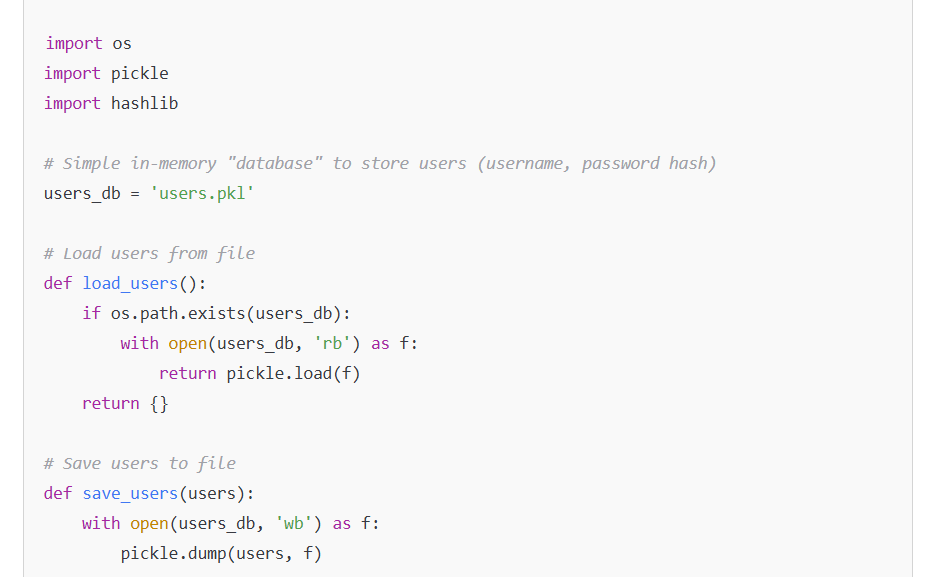 import os
import pickle
import hashlib
# Simple in-memory "database" to store users (username, password hash)
users_db = 'users.pkl'
# Load users from file
def load_users():
    if os.path.exists(users_db):
        with open(users_db, 'rb') as f:
            return pickle.load(f)
    return {}
# Save users to file
def save_users(users):
    with open(users_db, 'wb') as f:
        pickle.dump(users, f)